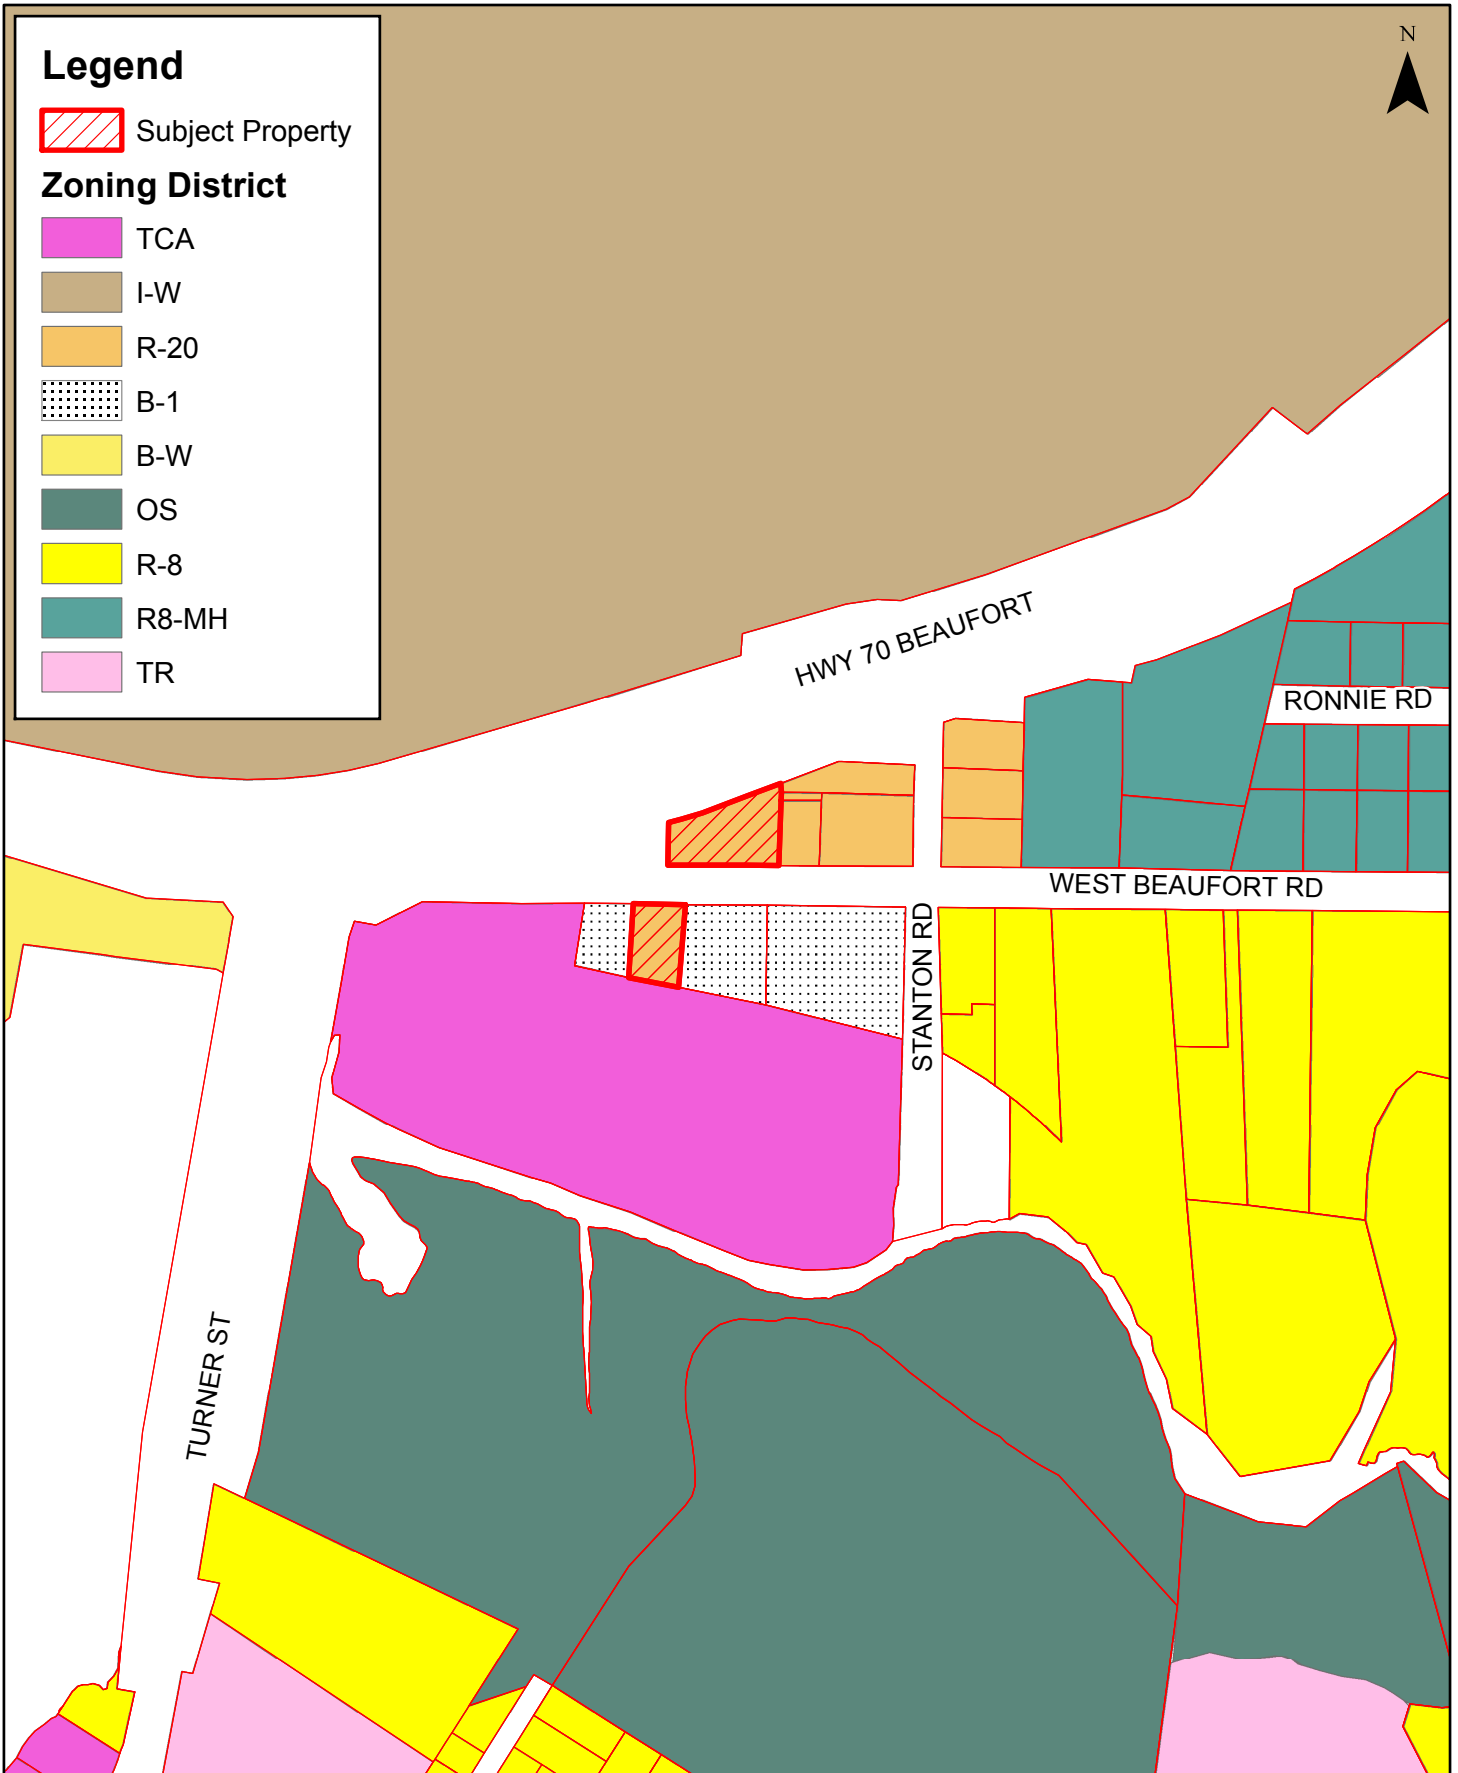 Legend
Subject Property
Zoning District
TCA
I-W
R-20
B-1
B-W
OS
R-8
R8-MH
TR
N
HWY 70 BEAUFORT
RONNIE RD
WEST BEAUFORT RD
STANTON RD
TURNER ST